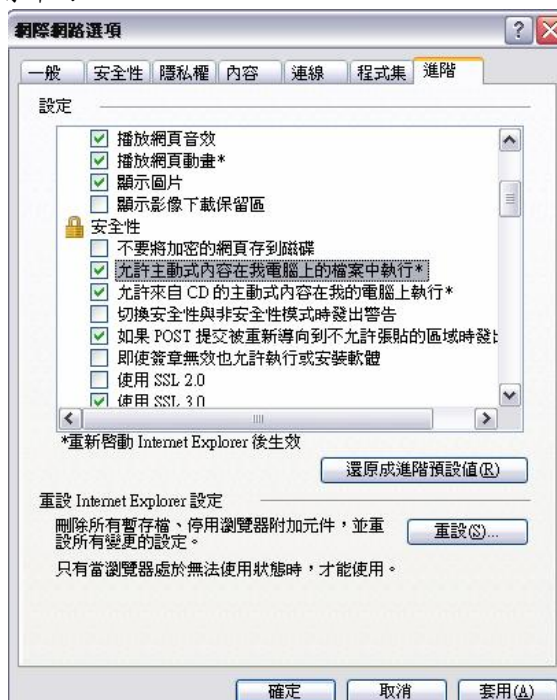 網際網路選項
一般 安全性 隱私權 內容 連線 程式集 進階
設定
播放網頁音效
播放網頁動畫*
顯示圖片
顯示影像下載保留區
安全性
不要將加密的網頁存到磁碟
允許主動式內容在我電腦上的檔案中執行*
允許來自 CD 的主動式內容在我的電腦上執行*
切換安全性與非安全性模式時發出警告
如果 POST 提交被重新導向到不允許張貼的區域時發
即使簽章無效也允許執行或安裝軟體
使用 SSL 2.0
使用 SSL 3.0
*重新啓動 Internet Explorer 後生效
還原成進階預設值(R)
重設 Internet Explorer 設定
刪除所有暫存檔、停用瀏覽器附加元件，並重
設所有變更的設定。
重設(S)...
只有當瀏覽器處於無法使用狀態時，才能使用。
確定 取消 套用(A)